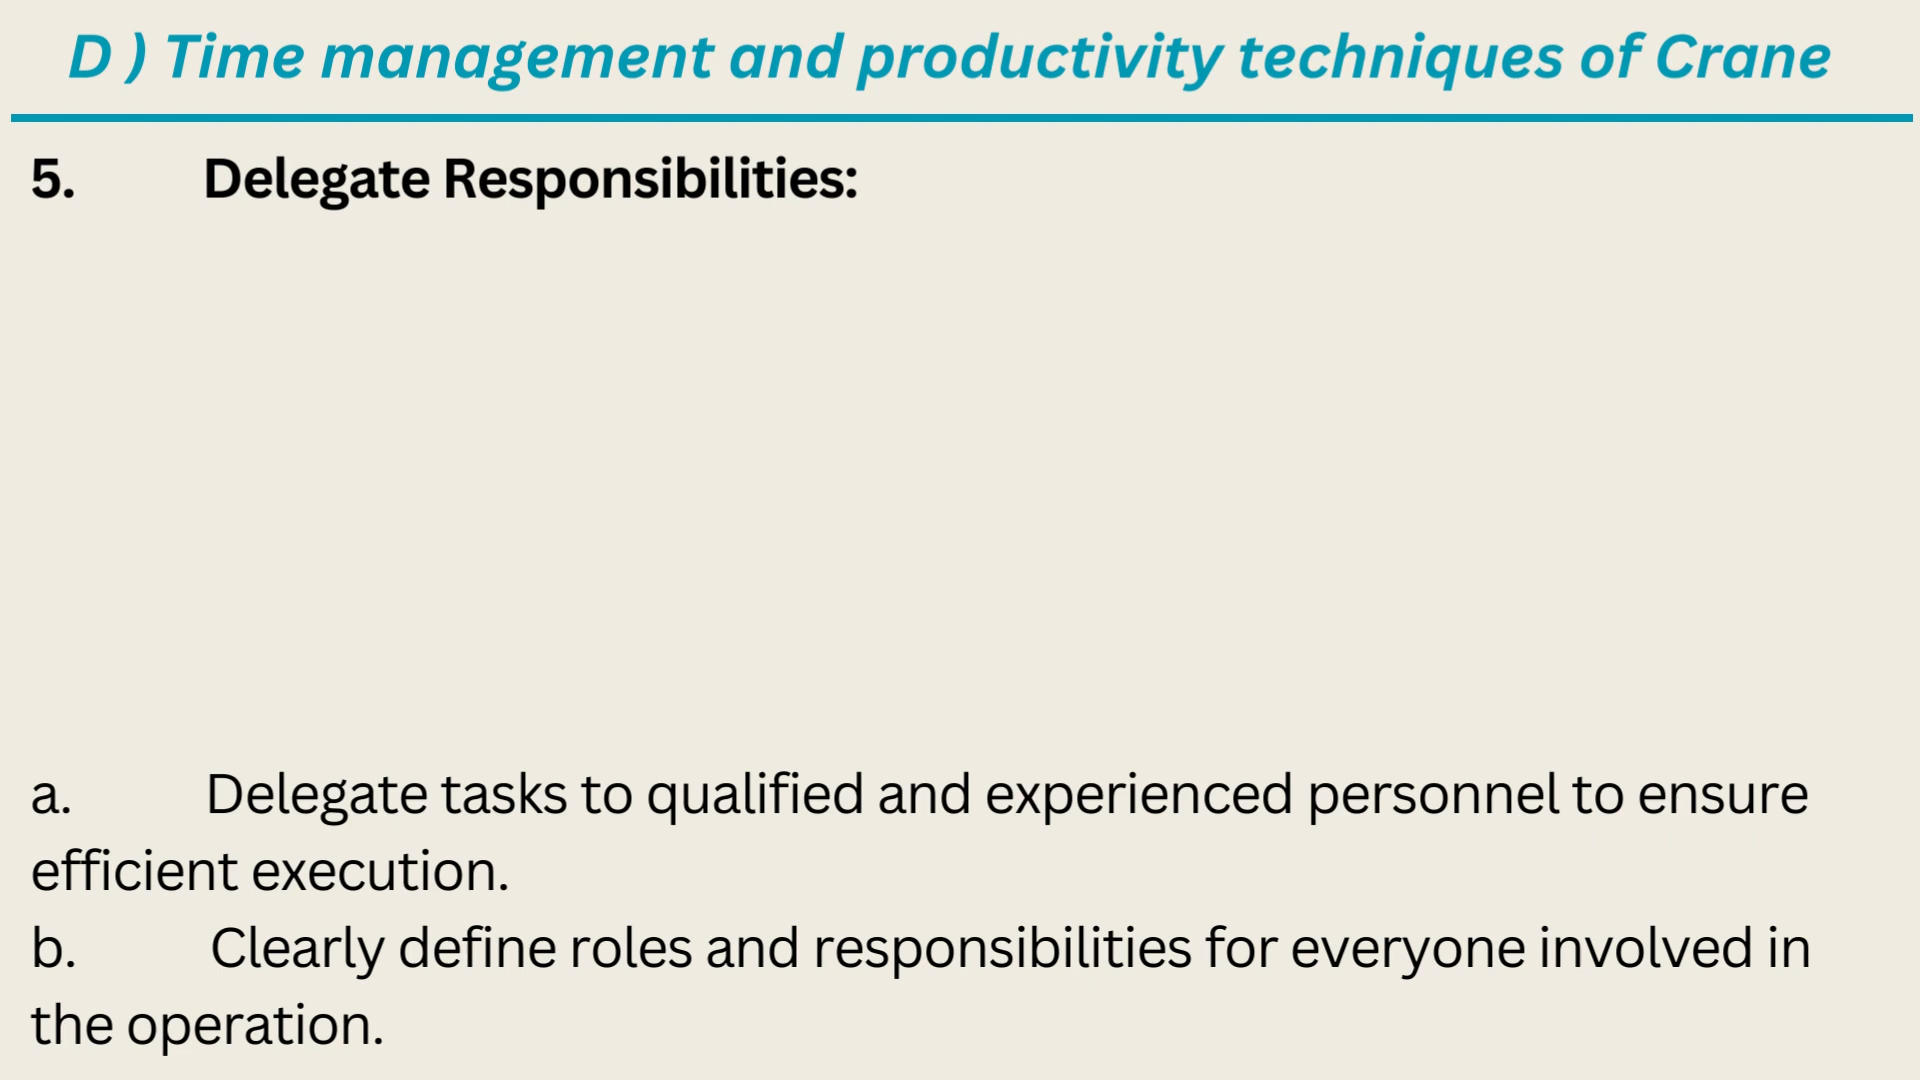 D ) Time management and productivity techniques of Crane
5. Delegate Responsibilities:
a. Delegate tasks to qualified and experienced personnel to ensure
efficient execution.
b. Clearly define roles and responsibilities for everyone involved in
the operation.